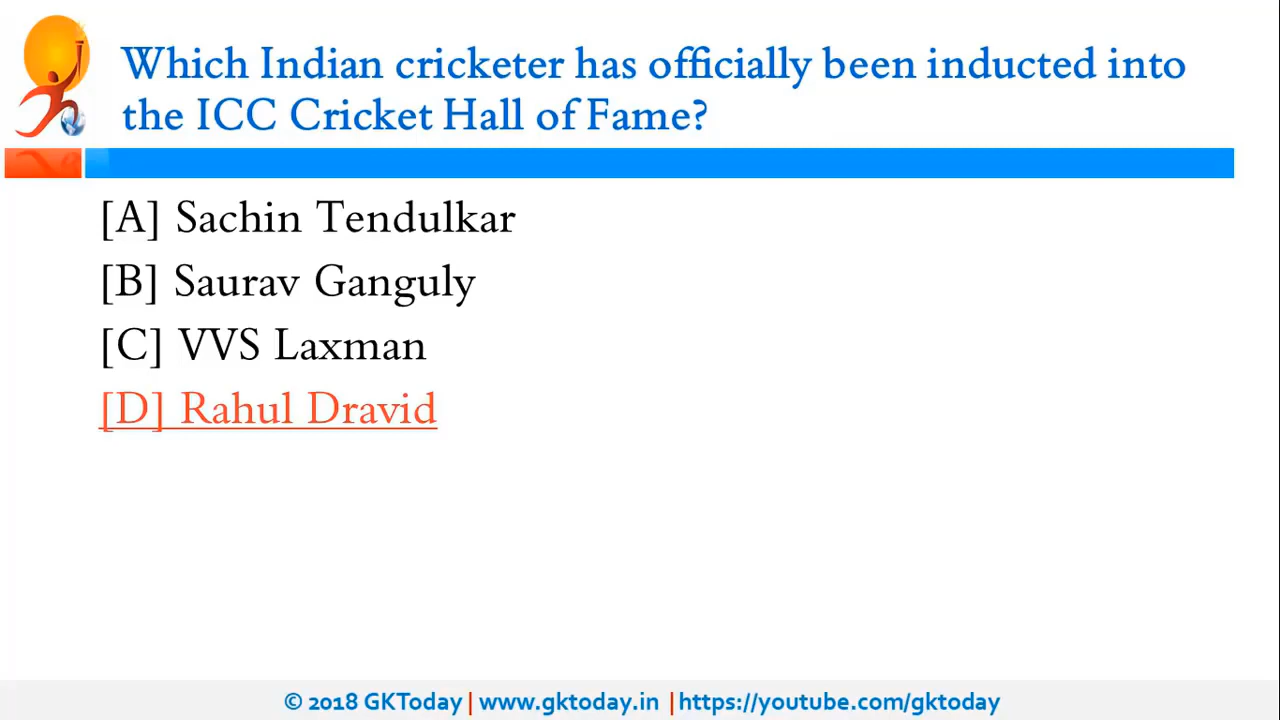 Which Indian cricketer has officially been inducted into
the ICC Cricket Hall of Fame?
[A] Sachin Tendulkar
[B] Saurav Ganguly
[C] VVS Laxman
[D] Rahul Dravid
© 2018 GKToday | www.gktoday.in | https://youtube.com/gktoday